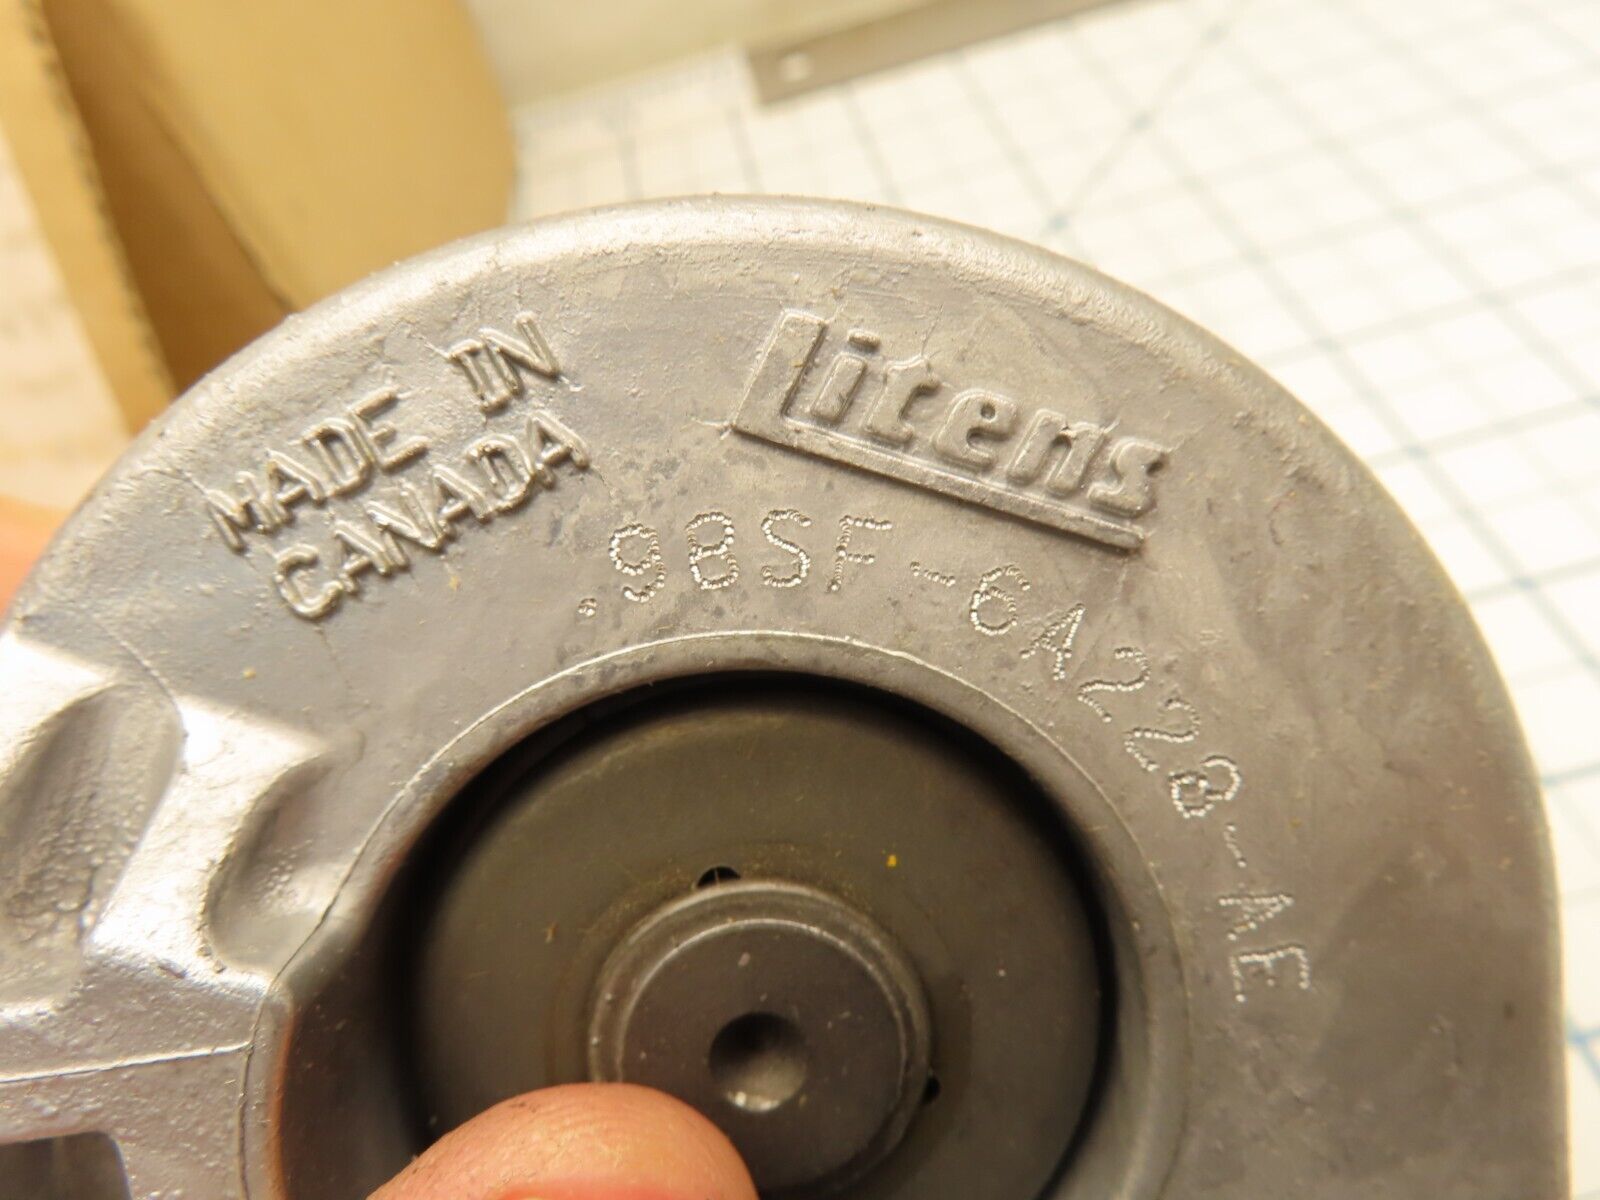 MADE IN
CANADA
Litens
.98SF-6A228-AE